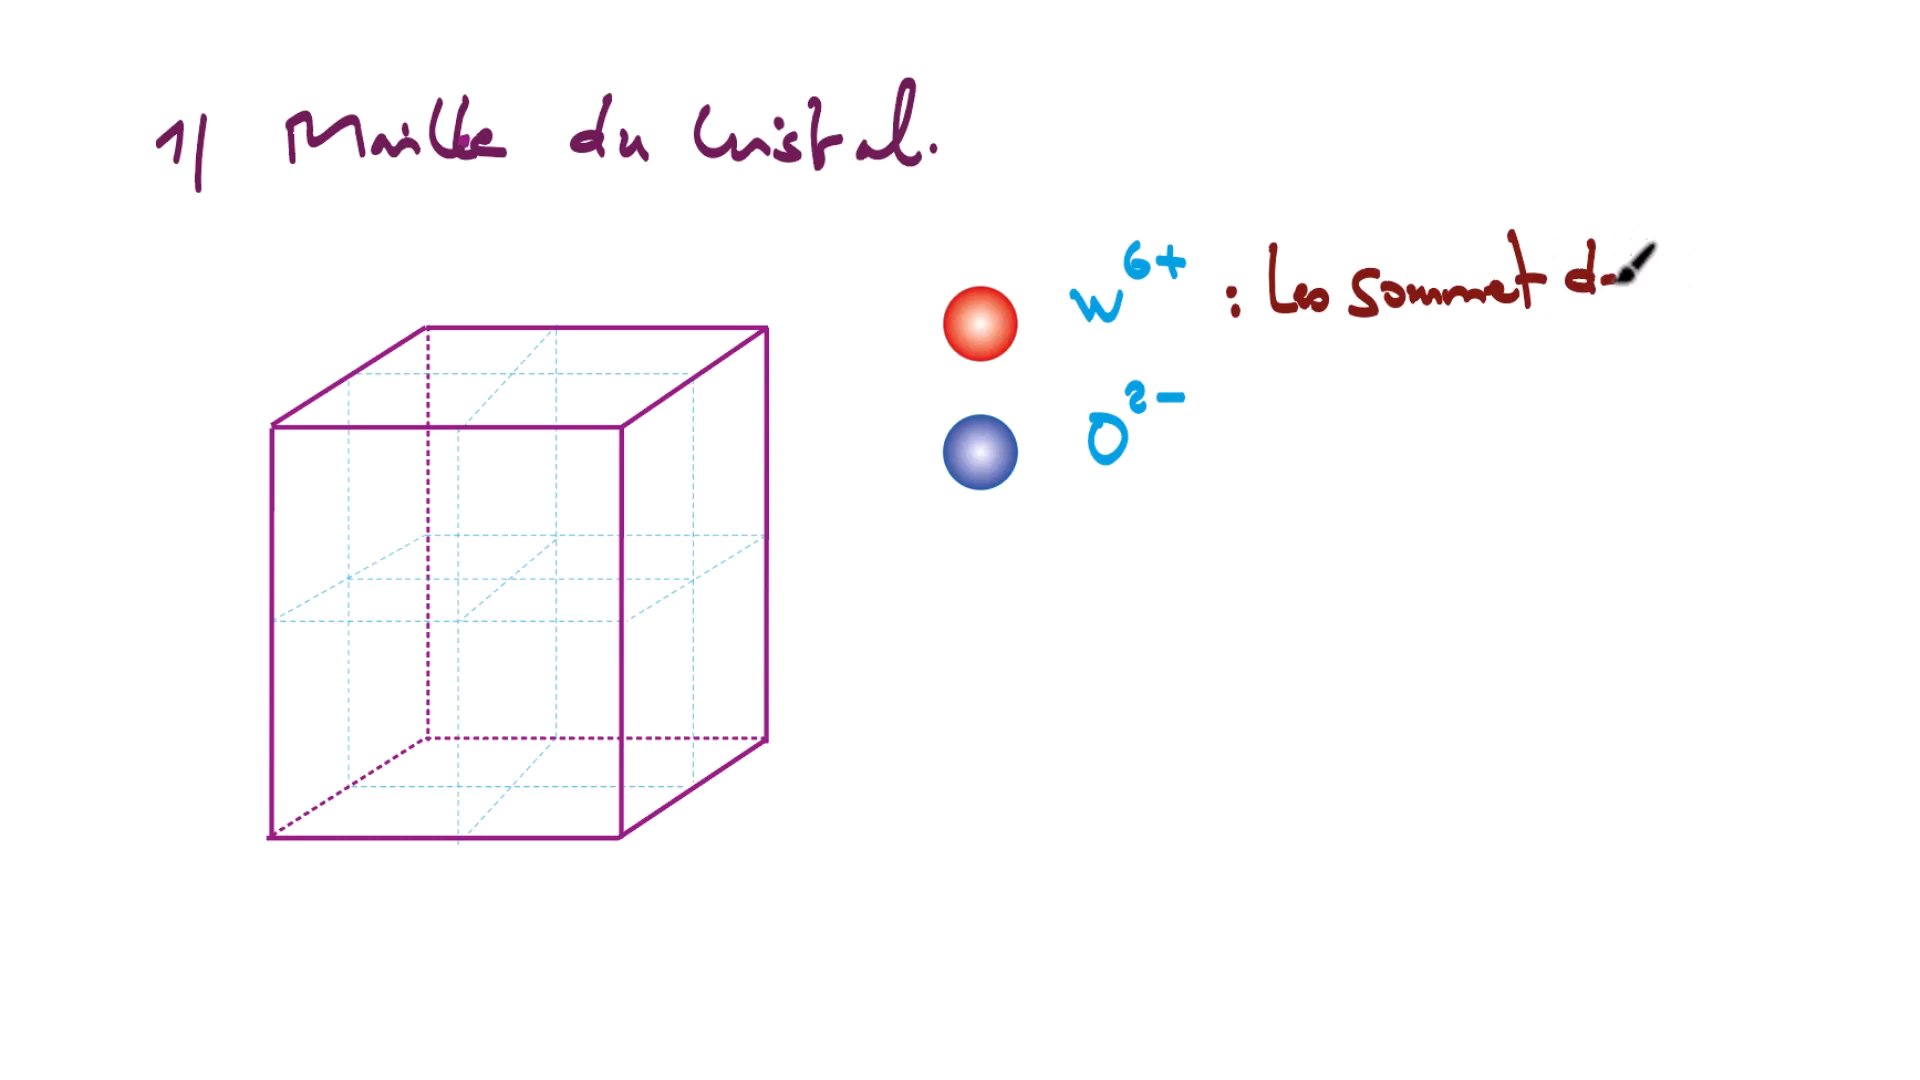 1) Maille du Cristal.
W⁶⁺ : Les sommet d
O²⁻